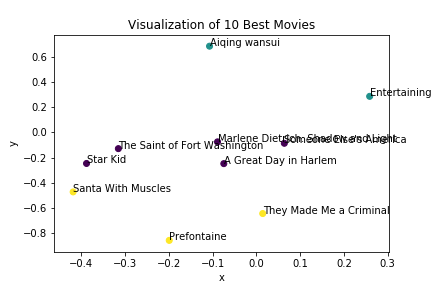 Visualization of 10 Best Movies
Aiqing wansui
Entertaining
Marlene Dietrich: Shadow and Light
Someone Else's America
The Saint of Fort Washington
Star Kid
A Great Day in Harlem
Santa With Muscles
They Made Me a Criminal
Prefontaine
y
0.6
0.4
0.2
0.0
−0.2
−0.4
−0.6
−0.8
−0.4
−0.3
−0.2
−0.1
0.0
0.1
0.2
0.3
x